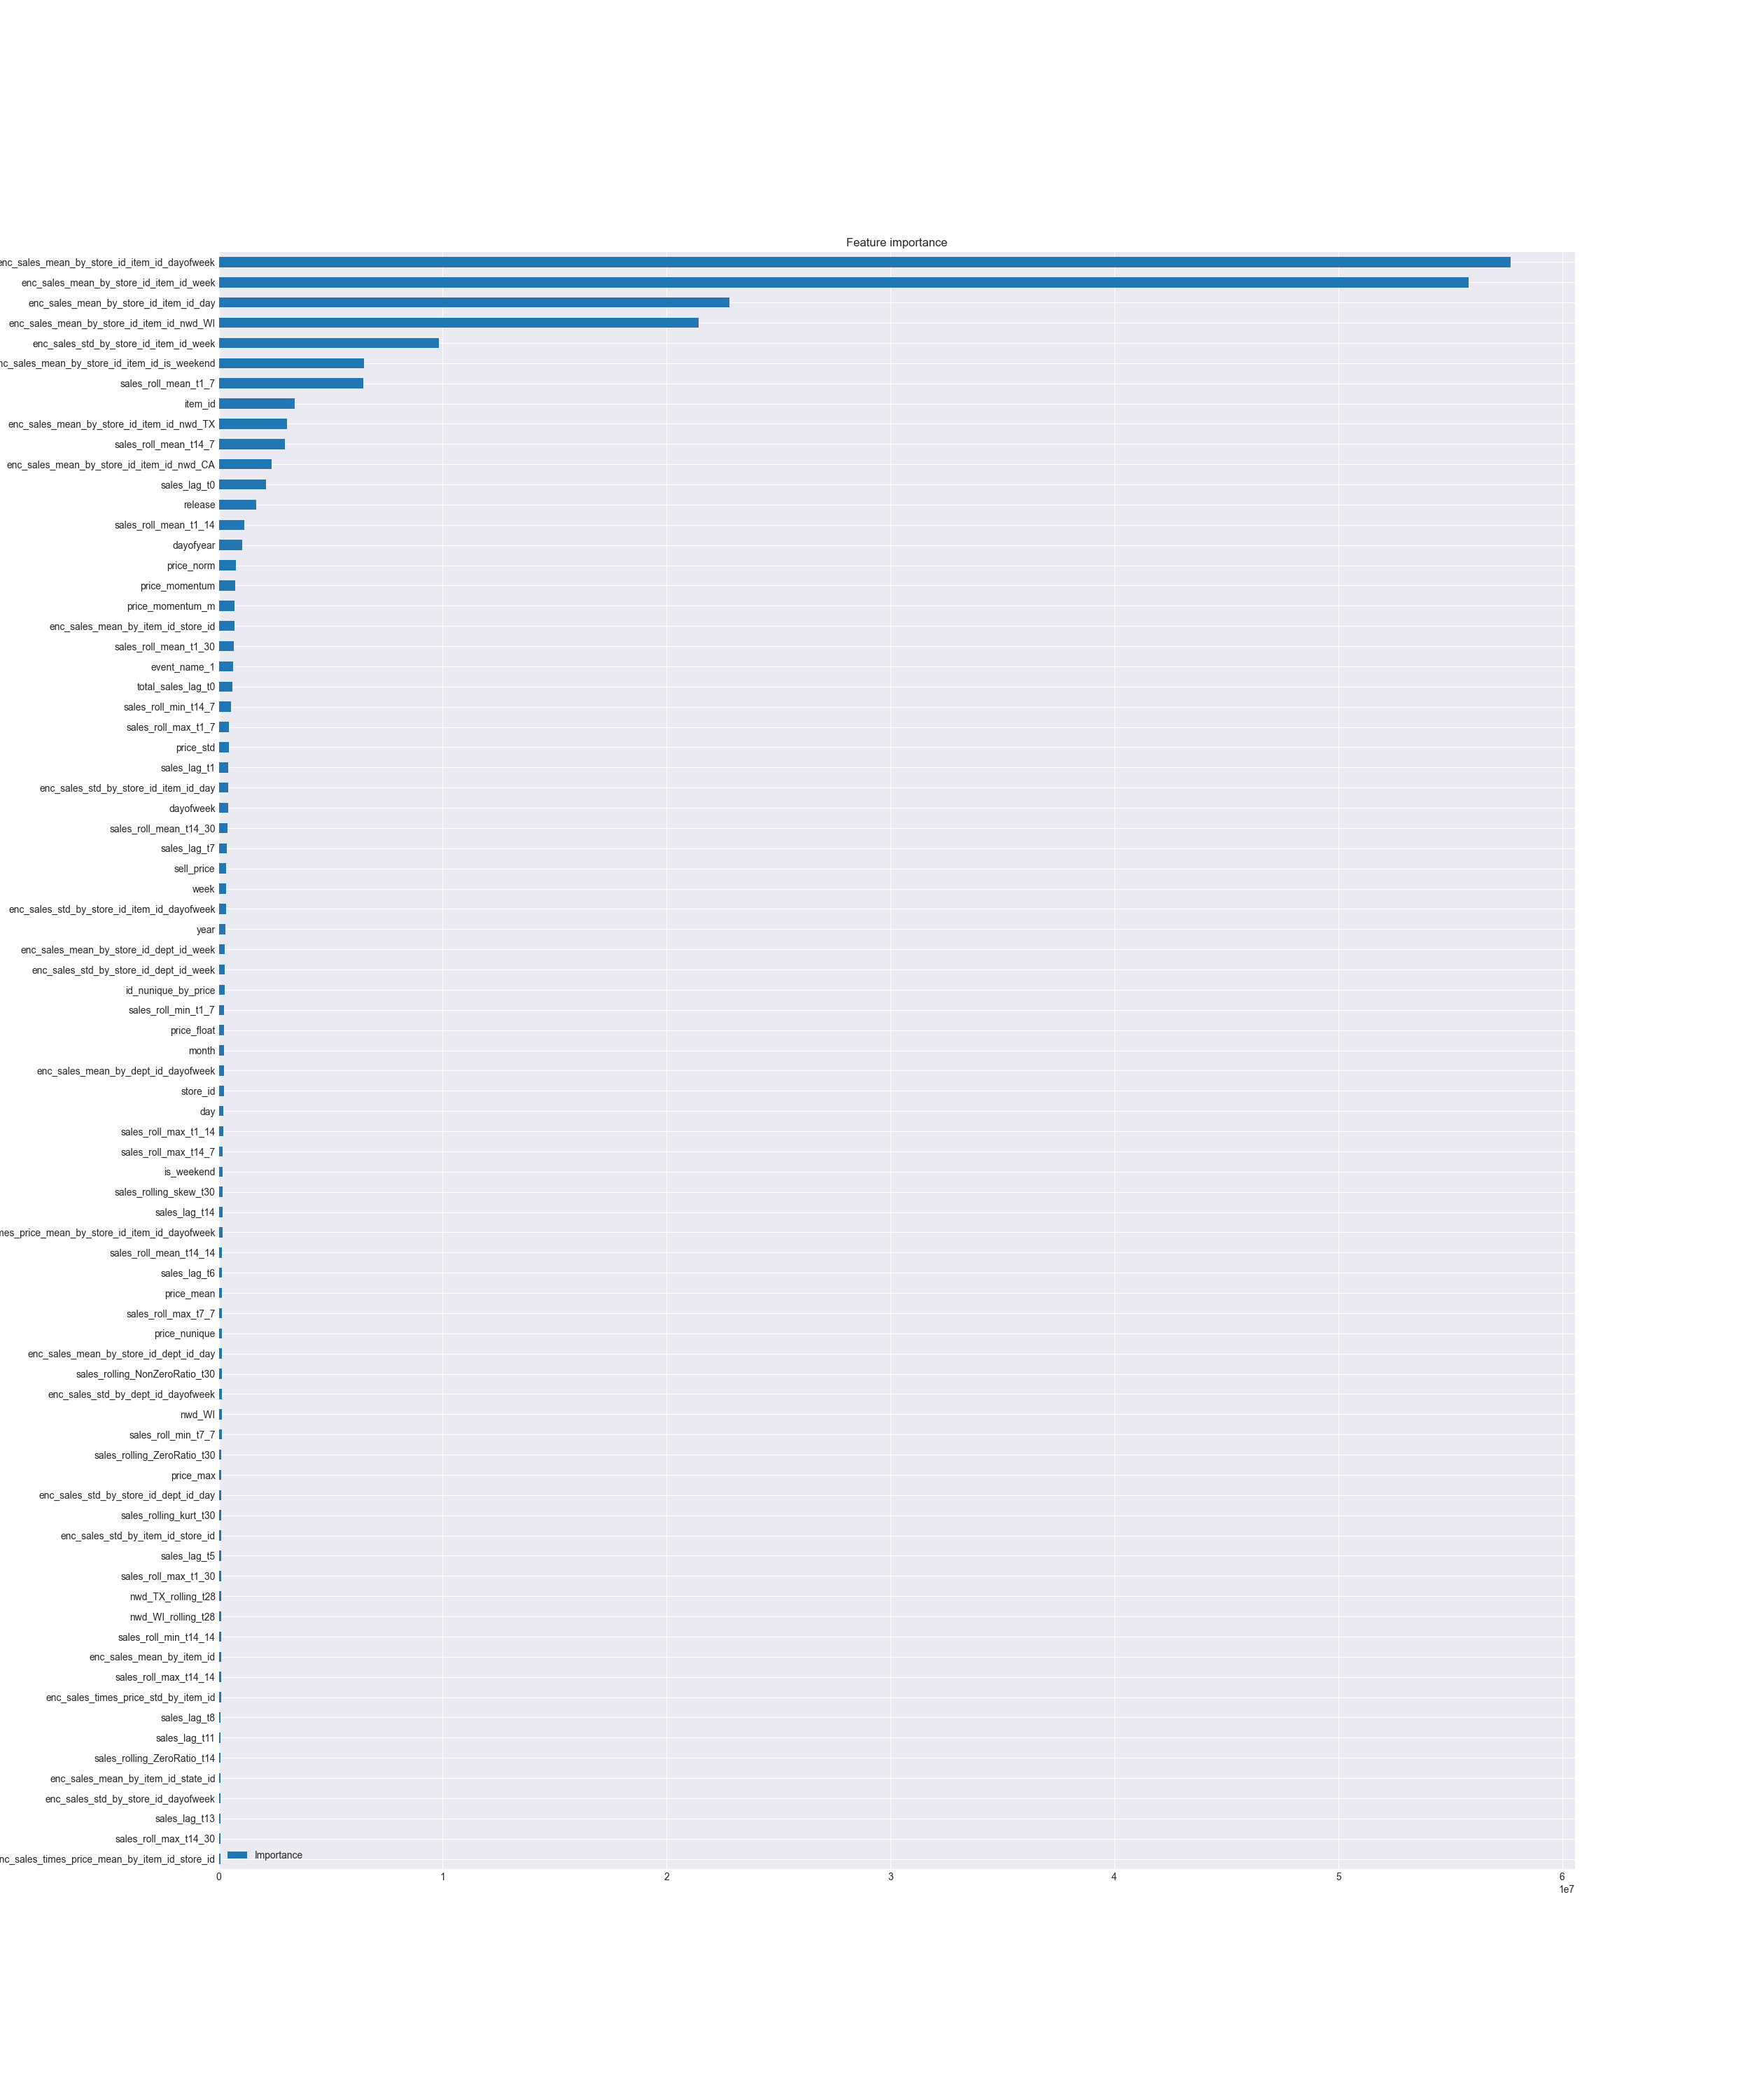 Feature importance
enc_sales_mean_by_store_id_item_id_dayofweek
enc_sales_mean_by_store_id_item_id_week
enc_sales_mean_by_store_id_item_id_day
enc_sales_mean_by_store_id_item_id_nwd_WI
enc_sales_std_by_store_id_item_id_week
nc_sales_mean_by_store_id_item_id_is_weekend
sales_roll_mean_t1_7
item_id
enc_sales_mean_by_store_id_item_id_nwd_TX
sales_roll_mean_t14_7
enc_sales_mean_by_store_id_item_id_nwd_CA
sales_lag_t0
release
sales_roll_mean_t1_14
dayofyear
price_norm
price_momentum
price_momentum_m
enc_sales_mean_by_item_id_store_id
sales_roll_mean_t1_30
event_name_1
total_sales_lag_t0
sales_roll_min_t14_7
sales_roll_max_t1_7
price_std
sales_lag_t1
enc_sales_std_by_store_id_item_id_day
dayofweek
sales_roll_mean_t14_30
sales_lag_t7
sell_price
week
enc_sales_std_by_store_id_item_id_dayofweek
year
enc_sales_mean_by_store_id_dept_id_week
enc_sales_std_by_store_id_dept_id_week
id_nunique_by_price
sales_roll_min_t1_7
price_float
month
enc_sales_mean_by_dept_id_dayofweek
store_id
day
sales_roll_max_t1_14
sales_roll_max_t14_7
is_weekend
sales_rolling_skew_t30
sales_lag_t14
mes_price_mean_by_store_id_item_id_dayofweek
sales_roll_mean_t14_14
sales_lag_t6
price_mean
sales_roll_max_t7_7
price_nunique
enc_sales_mean_by_store_id_dept_id_day
sales_rolling_NonZeroRatio_t30
enc_sales_std_by_dept_id_dayofweek
nwd_WI
sales_roll_min_t7_7
sales_rolling_ZeroRatio_t30
price_max
enc_sales_std_by_store_id_dept_id_day
sales_rolling_kurt_t30
enc_sales_std_by_item_id_store_id
sales_lag_t5
sales_roll_max_t1_30
nwd_TX_rolling_t28
nwd_WI_rolling_t28
sales_roll_min_t14_14
enc_sales_mean_by_item_id
sales_roll_max_t14_14
enc_sales_times_price_std_by_item_id
sales_lag_t8
sales_lag_t11
sales_rolling_ZeroRatio_t14
enc_sales_mean_by_item_id_state_id
enc_sales_std_by_store_id_dayofweek
sales_lag_t13
sales_roll_max_t14_30
nc_sales_times_price_mean_by_item_id_store_id
Importance
0 1 2 3 4 5 6
1e7